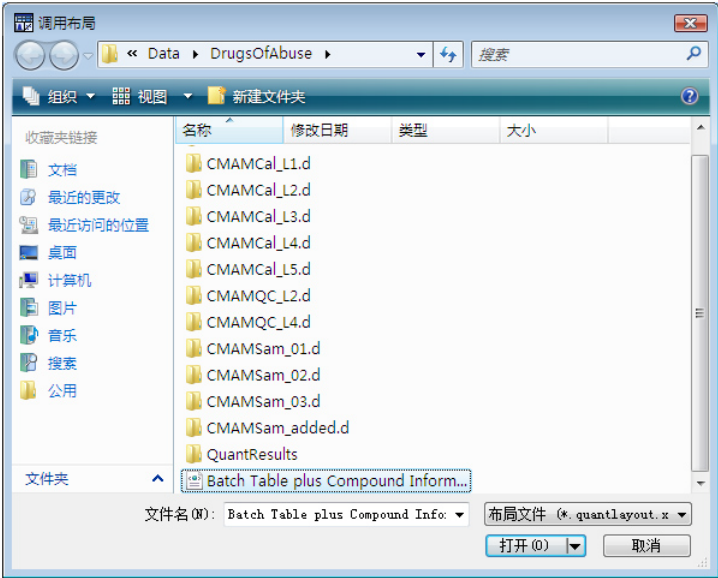 调用布局
« Data ▸ DrugsOfAbuse ▸
搜索
组织 视图 新建文件夹
收藏夹链接
文档
最近的更改
最近访问的位置
桌面
计算机
图片
音乐
搜索
公用
文件夹
名称 修改日期 类型 大小
CMAMCal_L1.d
CMAMCal_L2.d
CMAMCal_L3.d
CMAMCal_L4.d
CMAMCal_L5.d
CMAMQC_L2.d
CMAMQC_L4.d
CMAMSam_01.d
CMAMSam_02.d
CMAMSam_03.d
CMAMSam_added.d
QuantResults
Batch Table plus Compound Inform...
文件名(N): Batch Table plus Compound Info:
布局文件 (*.quantlayout.x
打开(O) 取消